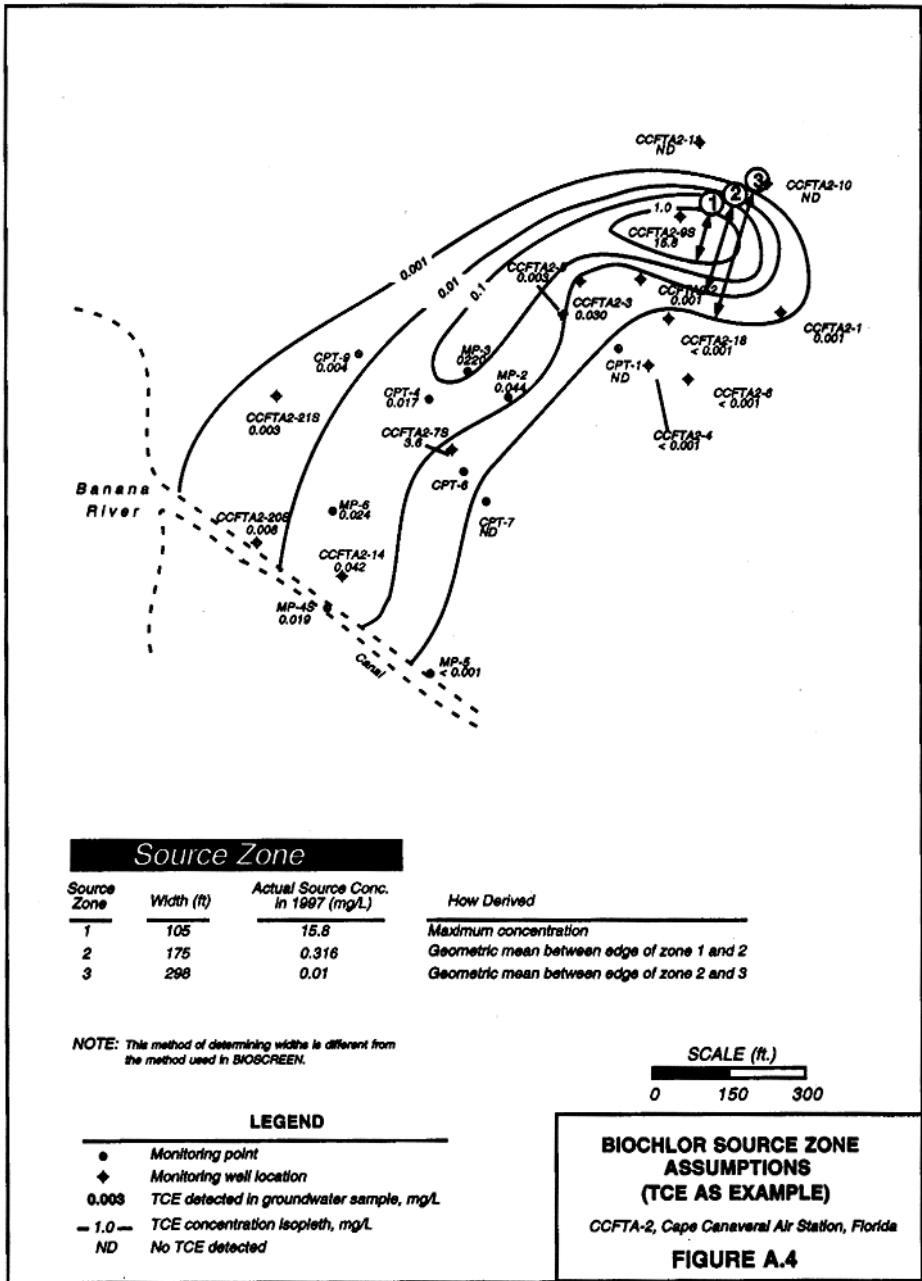 CCFTA2-1
ND
3
CCFTA2-10
ND
2
1
1.0
CCFTA2-9S
15.8
0.001
0.01
0.1
0.003
CCFTA2-3
0.030
0.001
CCFTA2-1
0.001
CCFTA2-18
< 0.001
CPT-9
0.004
MP-3
0220
MP-2
0.044
CPT-1
ND
CPT-4
0.017
CCFTA2-6
< 0.001
CCFTA2-21S
0.003
CCFTA2-7S
3.6
CCFTA2-4
< 0.001
CPT-6
Banana
River
CCFTA2-20S
0.008
MP-6
0.024
CPT-7
ND
CCFTA2-14
0.042
MP-4S
0.019
Canal
MP-5
< 0.001
Source Zone
Source Zone Width (ft) Actual Source Conc. in 1997 (mg/L) How Derived
1 105 15.8 Maximum concentration
2 175 0.316 Geometric mean between edge of zone 1 and 2
3 298 0.01 Geometric mean between edge of zone 2 and 3
NOTE: This method of determining widths is different from
the method used in BIOSCREEN.
SCALE (ft.)
0 150 300
LEGEND
Monitoring point
Monitoring well location
0.003 TCE detected in groundwater sample, mg/L
1.0 TCE concentration isopleth, mg/L
ND No TCE detected
BIOCHLOR SOURCE ZONE
ASSUMPTIONS
(TCE AS EXAMPLE)
CCFTA-2, Cape Canaveral Air Station, Florida
FIGURE A.4